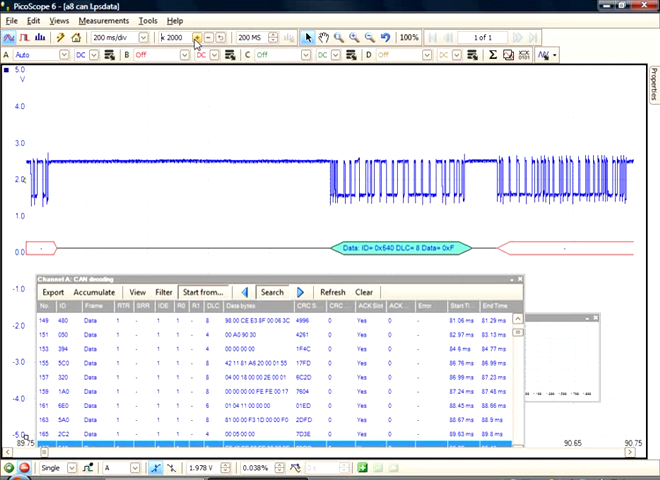 PicoScope 6 - [a8 can l.psdata]
File Edit Views Measurements Tools Help
200 ms/div x 2000 200 MS 100% 1 of 1
A Auto DC B Off DC C Off DC D Off DC
5.0
V
4.0
3.0
2.0
1.0
0.0
-1.0
-2.0
-3.0
-4.0
-5.0
Data: ID= 0x640 DLC= 8 Data= 0xF
Properties
Channel A: CAN decoding
Export Accumulate View Filter Start from... Search Refresh Clear
No ID Frame RTR SRR IDE R0 R1 DLC Data bytes CRC S... CRC ... ACK Slot ACK ... Error Start Ti... End Time
149 480 Data 1 - 1 1 - 8 98 00 CE E3 8F 00 06 3C 4996 0 Yes 0 - 81.06 ms 81.29 ms
151 050 Data 1 - 1 1 - 4 00 A0 90 30 4261 0 Yes 0 - 82.97 ms 83.13 ms
153 394 Data 1 - 1 1 - 4 00 00 00 00 1F4C 0 Yes 0 - 84.6 ms 84.77 ms
155 5C0 Data 1 - 1 1 - 8 42 11 81 A6 20 00 01 55 17FD 0 Yes 0 - 86.76 ms 86.99 ms
157 320 Data 1 - 1 1 - 8 04 00 18 00 00 2E 00 01 6C2D 0 Yes 0 - 86.99 ms 87.23 ms
159 1A0 Data 1 - 1 1 - 8 00 00 00 00 FE FE 00 17 7604 0 Yes 0 - 87.24 ms 87.48 ms
161 6E0 Data 1 - 1 1 - 6 01 04 11 00 00 00 01ED 0 Yes 0 - 88.45 ms 88.66 ms
163 5A0 Data 1 - 1 1 - 8 81 00 00 F3 1D 00 00 F0 2DFD 0 Yes 0 - 88.67 ms 88.9 ms
165 2C2 Data 1 - 1 1 - 4 00 05 00 00 7D3E 0 Yes 0 - 89.63 ms 89.8 ms
89.75 90.65 90.75
Single A 1.978 V 0.038%